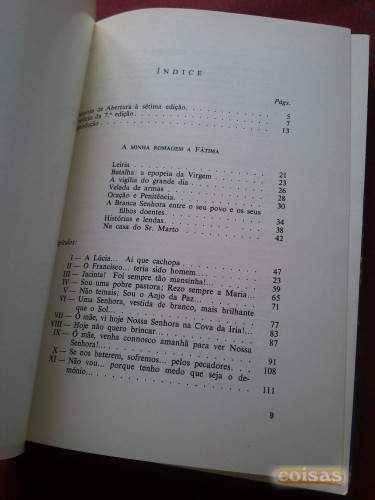 ÍNDICE
Págs.
de Abertura à sétima edição. 5
da 7.ª edição 7
13
A MINHA ROMAGEM A FÁTIMA
Leiria 21
Batalha: a epopeia da Virgem 23
A vigília do grande dia 26
Velada de armas 28
Oração e Penitência. 30
A Branca Senhora entre o seu povo e os seus
filhos doentes. 34
Histórias e lendas. 38
Na casa do Sr. Marto 42
I — A Lúcia... Ai que cachopa 47
II — O Francisco... teria sido homem... 23
III — Jacinta! Foi sempre tão mansinha!... 59
IV — Sou uma pobre pastora; Rezo sempre a Maria... 65
V — Não temais; Sou o Anjo da Paz... 71
VI — Uma Senhora, vestida de branco, mais brilhante
que o Sol... 77
VII — Ó mãe, vi hoje Nossa Senhora na Cova da Iria!... 83
VIII — Hoje não quero brincar... 87
IX — Ó mãe, venha connosco amanhã para ver Nossa
Senhora!... 91
X — Se nos baterem, sofremos... pelos pecadores. 108
XI — Não vou... porque tenho medo que seja o de-
mónio... 111
9
coisas